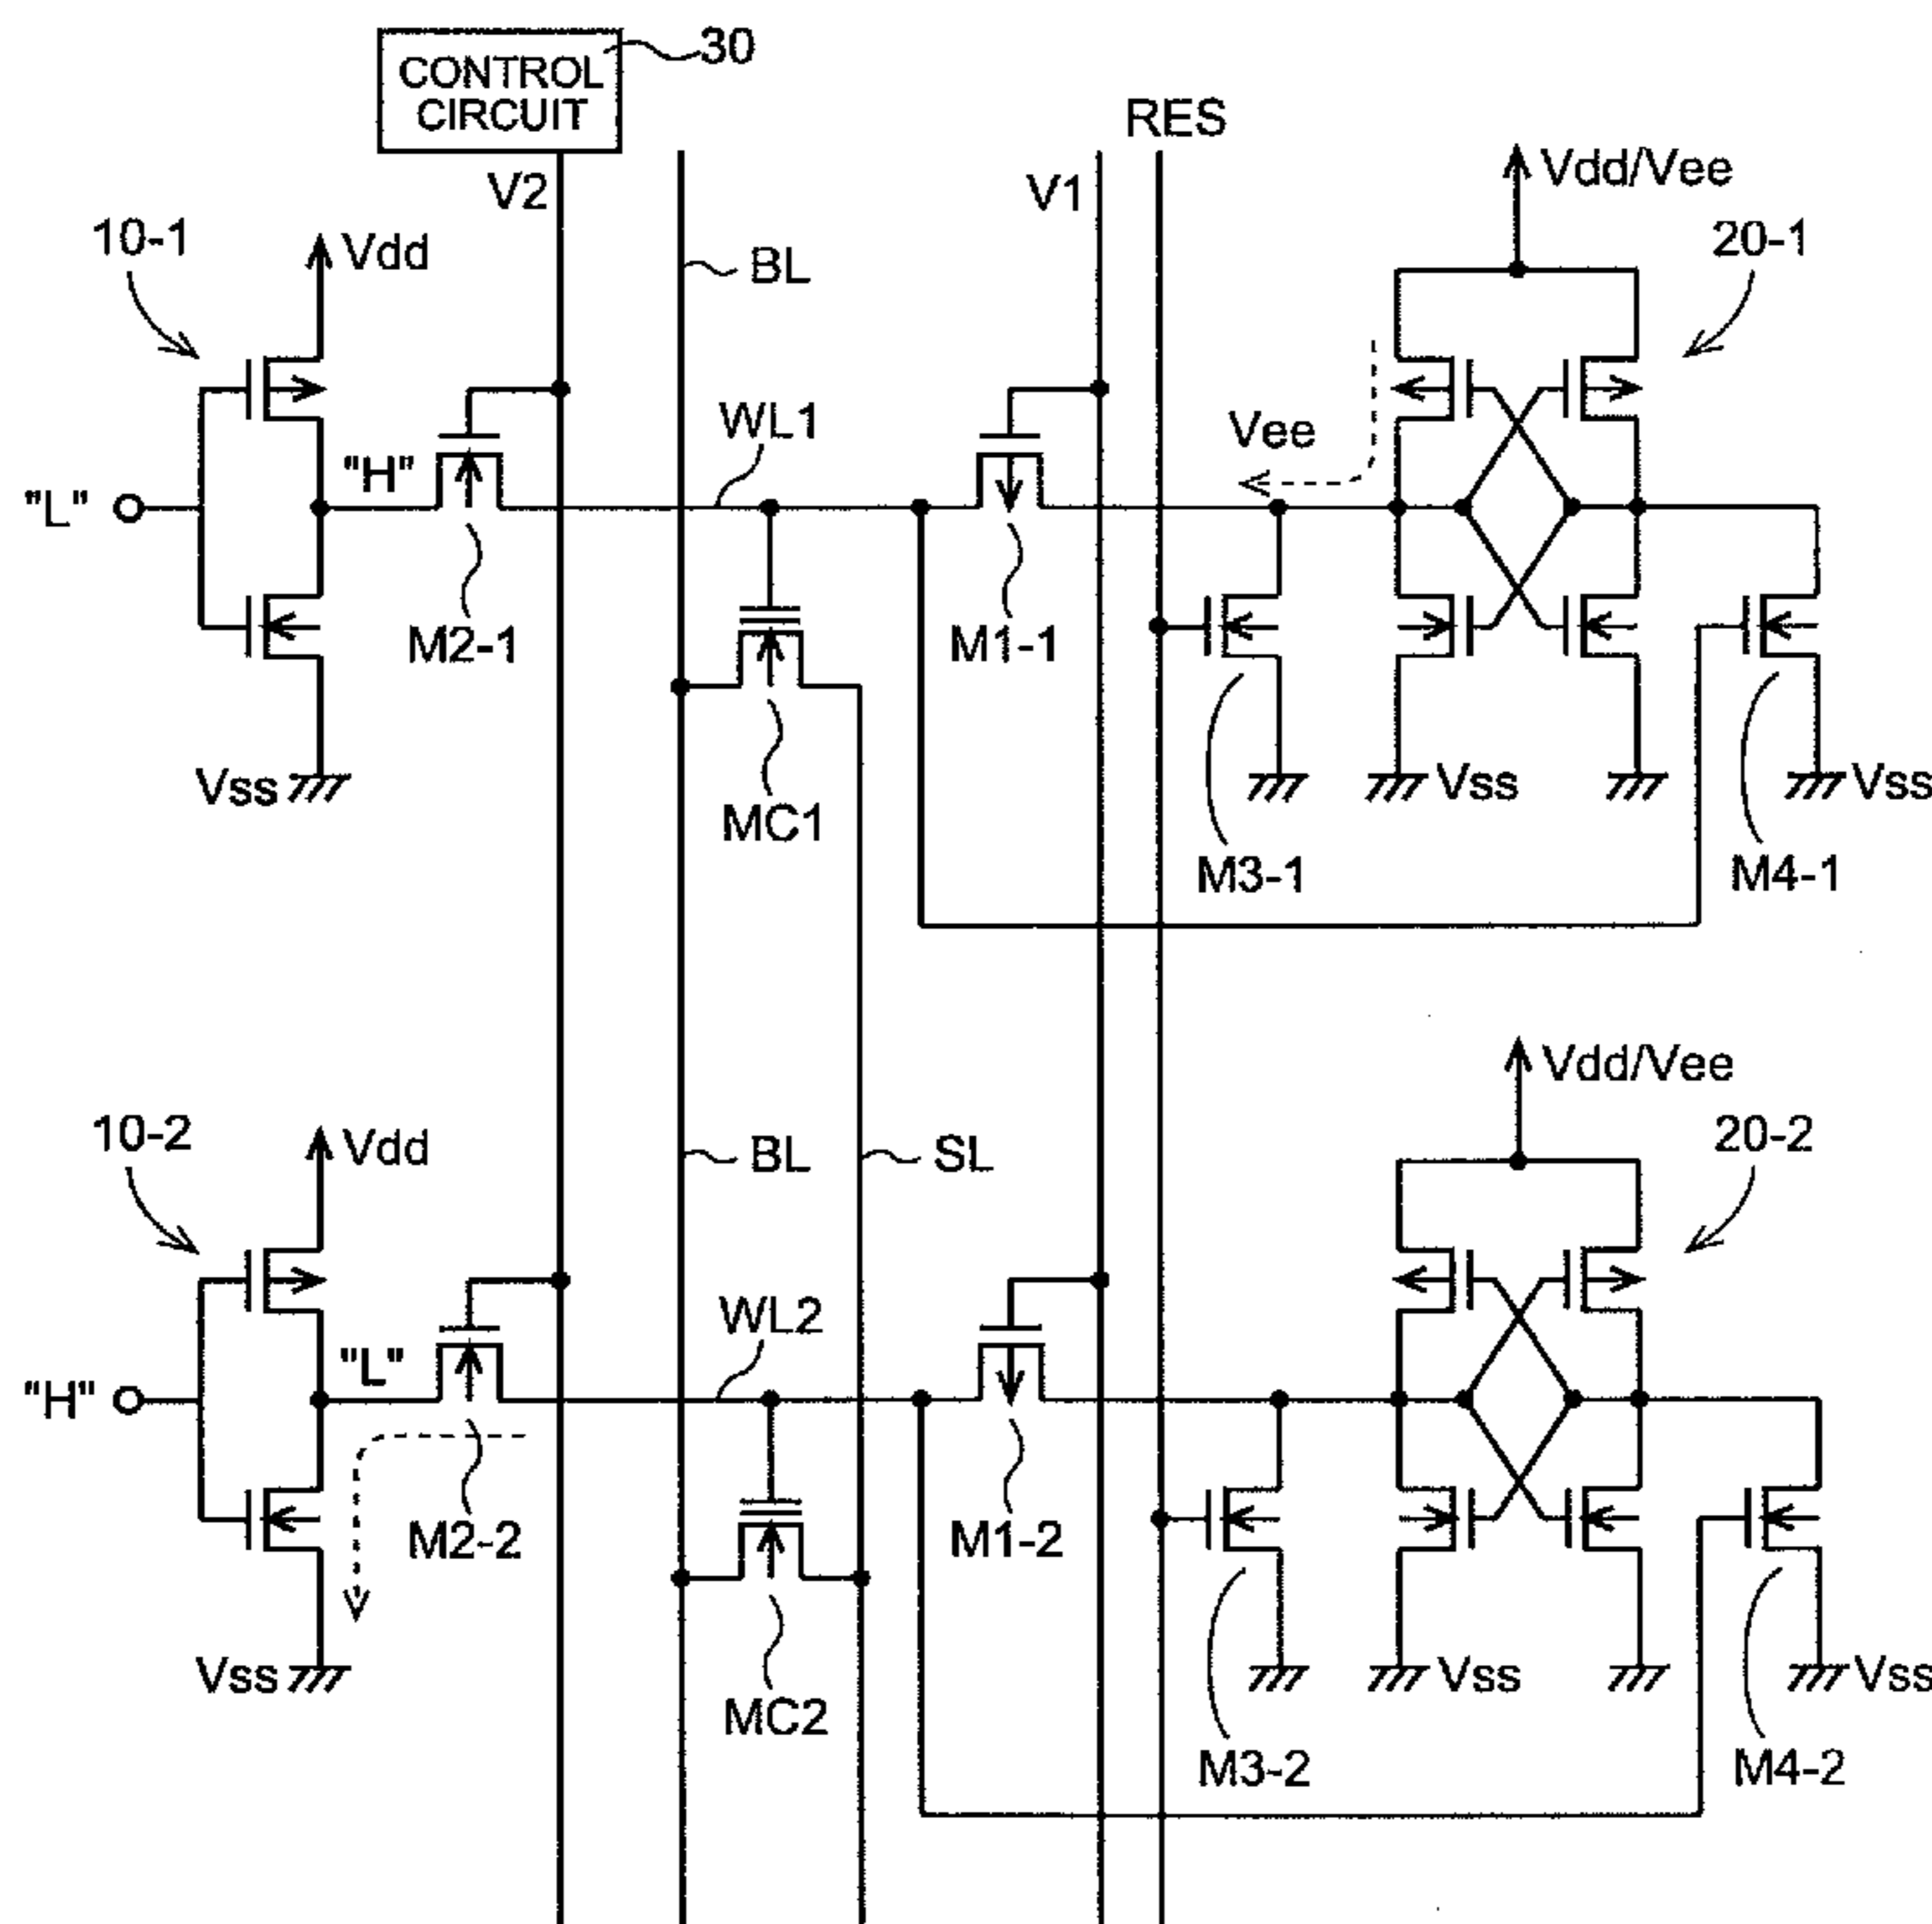 CONTROL
CIRCUIT
30
RES
V2
V1
Vdd/Vee
10-1
Vdd
BL
20-1
"H"
WL1
Vee
"L"
M2-1
M1-1
Vss
MC1
Vss
Vss
M3-1
M4-1
Vdd/Vee
10-2
Vdd
BL
SL
20-2
"L"
WL2
"H"
M2-2
M1-2
Vss
MC2
Vss
Vss
M3-2
M4-2